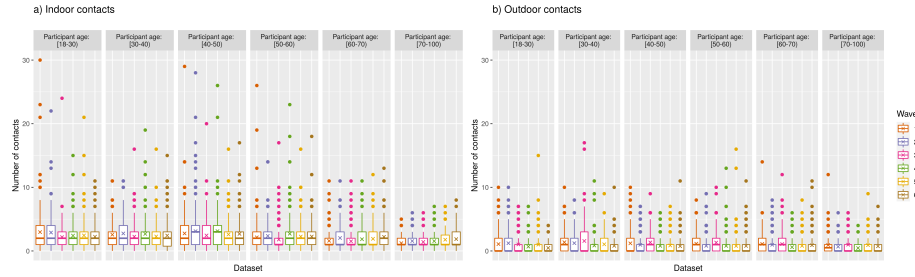 a) Indoor contacts
b) Outdoor contacts
Participant age: [18-30)
Participant age: [30-40)
Participant age: [40-50)
Participant age: [50-60)
Participant age: [60-70)
Participant age: [70-100)
Participant age: [18-30)
Participant age: [30-40)
Participant age: [40-50)
Participant age: [50-60)
Participant age: [60-70)
Participant age: [70-100)
Number of contacts
30
20
10
0
Dataset
Number of contacts
30
20
10
0
Dataset
Wave